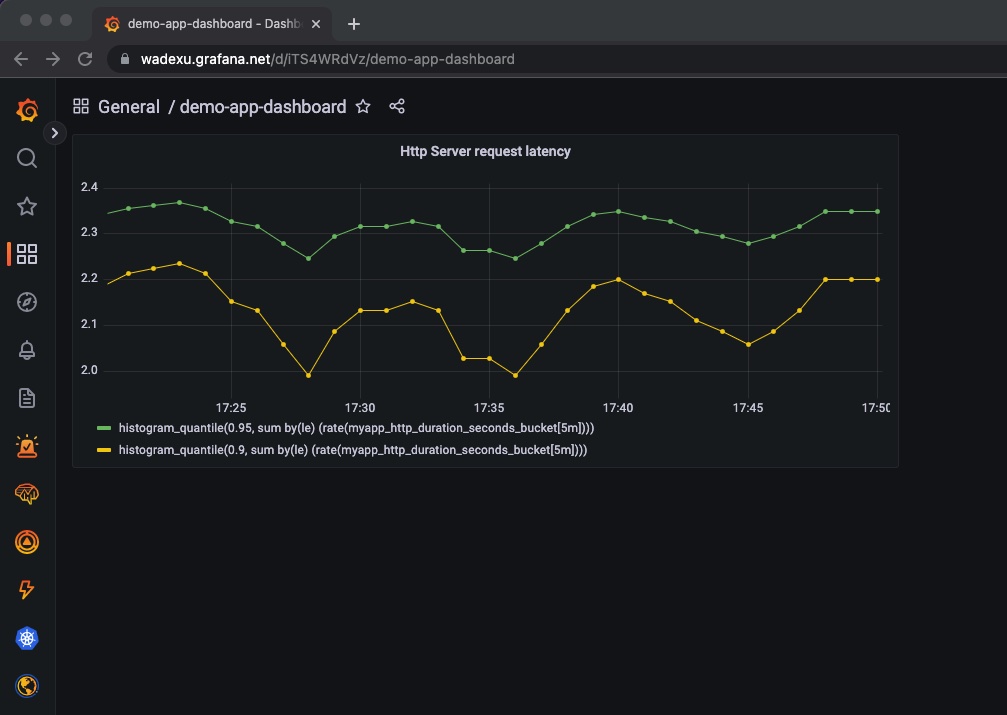 demo-app-dashboard - Dashb
wadexu.grafana.net/d/iTS4WRdVz/demo-app-dashboard
General / demo-app-dashboard
Http Server request latency
2.4
2.3
2.2
2.1
2.0
17:25 17:30 17:35 17:40 17:45 17:50
histogram_quantile(0.95, sum by(le) (rate(myapp_http_duration_seconds_bucket[5m])))
histogram_quantile(0.9, sum by(le) (rate(myapp_http_duration_seconds_bucket[5m])))